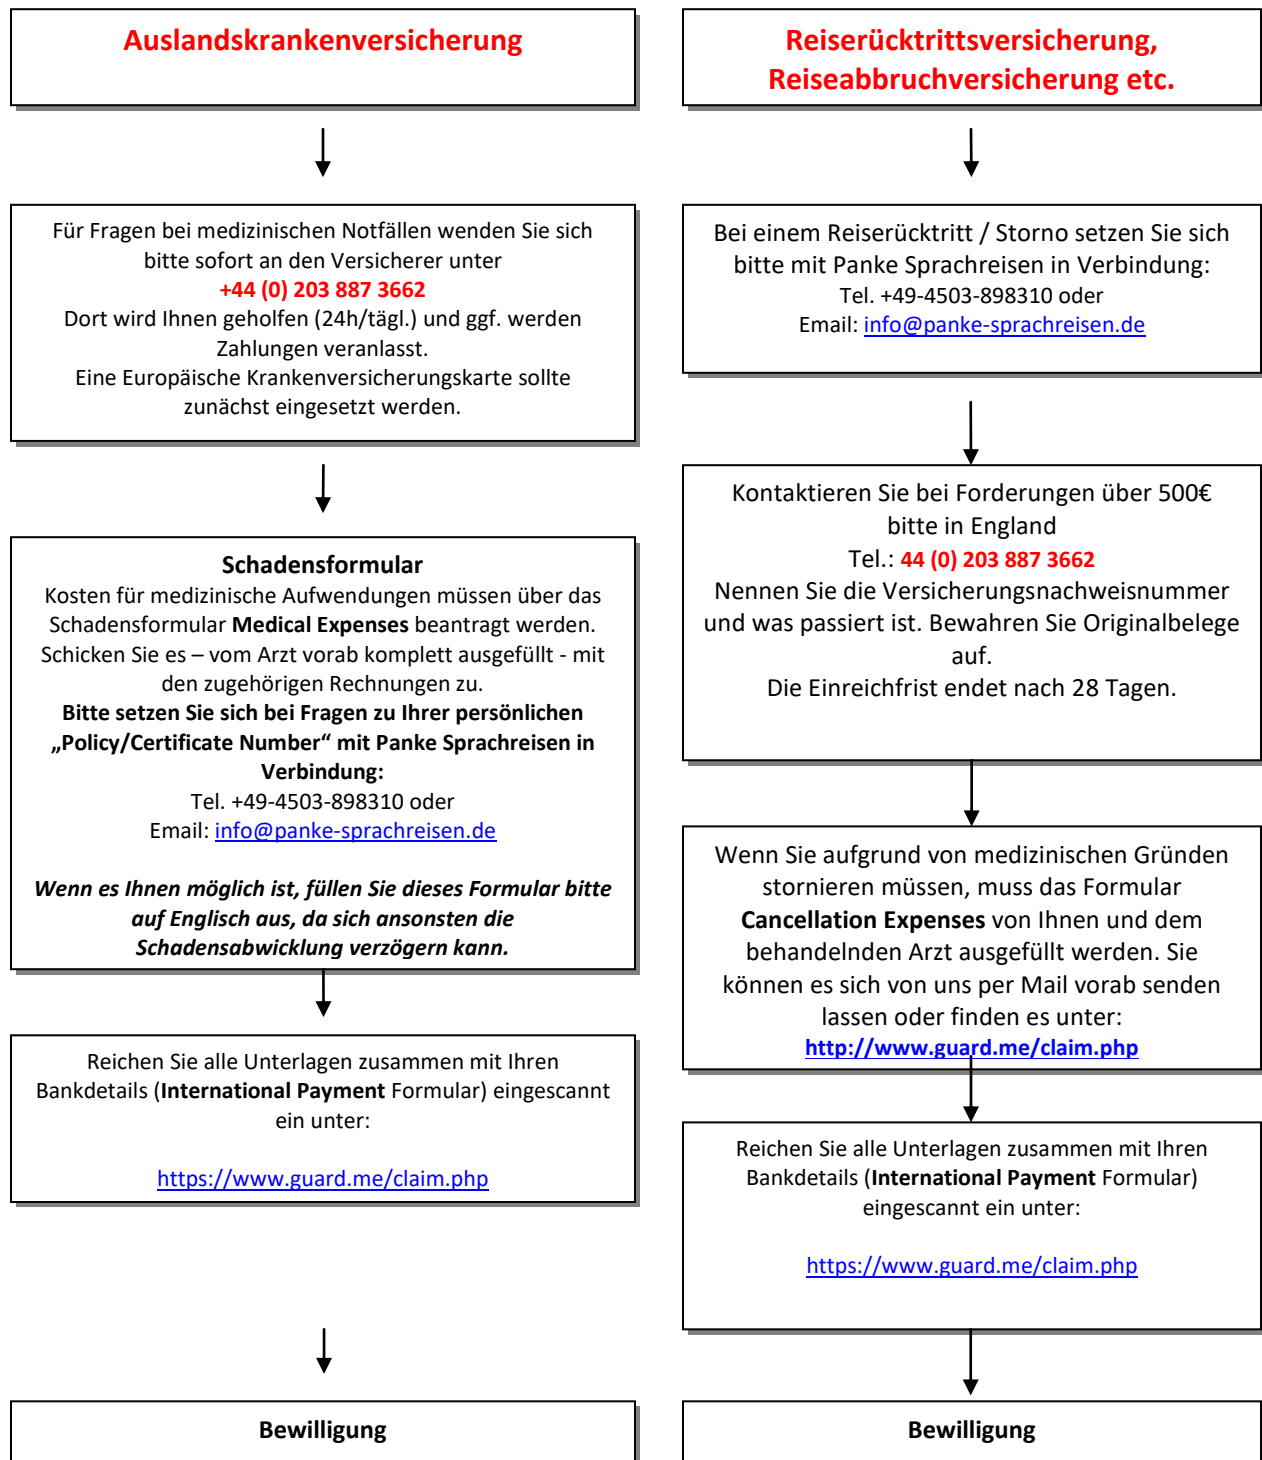 Auslandskrankenversicherung
Für Fragen bei medizinischen Notfällen wenden Sie sich
bitte sofort an den Versicherer unter
+44 (0) 203 887 3662
Dort wird Ihnen geholfen (24h/tägl.) und ggf. werden
Zahlungen veranlasst.
Eine Europäische Krankenversicherungskarte sollte
zunächst eingesetzt werden.
Schadensformular
Kosten für medizinische Aufwendungen müssen über das
Schadensformular Medical Expenses beantragt werden.
Schicken Sie es – vom Arzt vorab komplett ausgefüllt - mit
den zugehörigen Rechnungen zu.
Bitte setzen Sie sich bei Fragen zu Ihrer persönlichen
„Policy/Certificate Number“ mit Panke Sprachreisen in
Verbindung:
Tel. +49-4503-898310 oder
Email: info@panke-sprachreisen.de
Wenn es Ihnen möglich ist, füllen Sie dieses Formular bitte
auf Englisch aus, da sich ansonsten die
Schadensabwicklung verzögern kann.
Reichen Sie alle Unterlagen zusammen mit Ihren
Bankdetails (International Payment Formular) eingescannt
ein unter:
https://www.guard.me/claim.php
Bewilligung
Reiserücktrittsversicherung,
Reiseabbruchversicherung etc.
Bei einem Reiserücktritt / Storno setzen Sie sich
bitte mit Panke Sprachreisen in Verbindung:
Tel. +49-4503-898310 oder
Email: info@panke-sprachreisen.de
Kontaktieren Sie bei Forderungen über 500€
bitte in England
Tel.: 44 (0) 203 887 3662
Nennen Sie die Versicherungsnachweisnummer
und was passiert ist. Bewahren Sie Originalbelege
auf.
Die Einreichfrist endet nach 28 Tagen.
Wenn Sie aufgrund von medizinischen Gründen
stornieren müssen, muss das Formular
Cancellation Expenses von Ihnen und dem
behandelnden Arzt ausgefüllt werden. Sie
können es sich von uns per Mail vorab senden
lassen oder finden es unter:
http://www.guard.me/claim.php
Reichen Sie alle Unterlagen zusammen mit Ihren
Bankdetails (International Payment Formular)
eingescannt ein unter:
https://www.guard.me/claim.php
Bewilligung